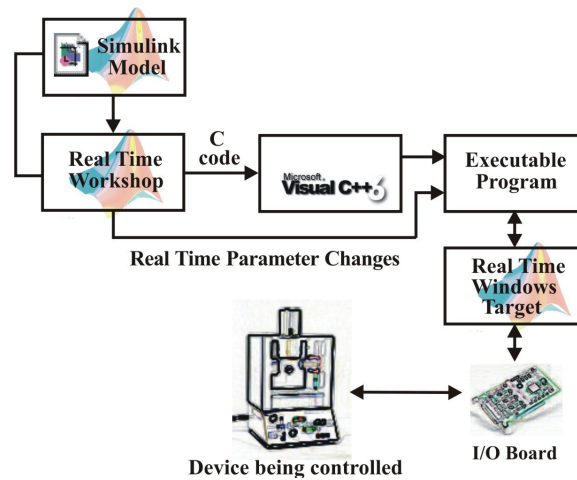 Simulink
Model
Real Time
Workshop
C
code
Microsoft
Visual C++ 6
Executable
Program
Real Time Parameter Changes
Real Time
Windows
Target
I/O Board
Device being controlled